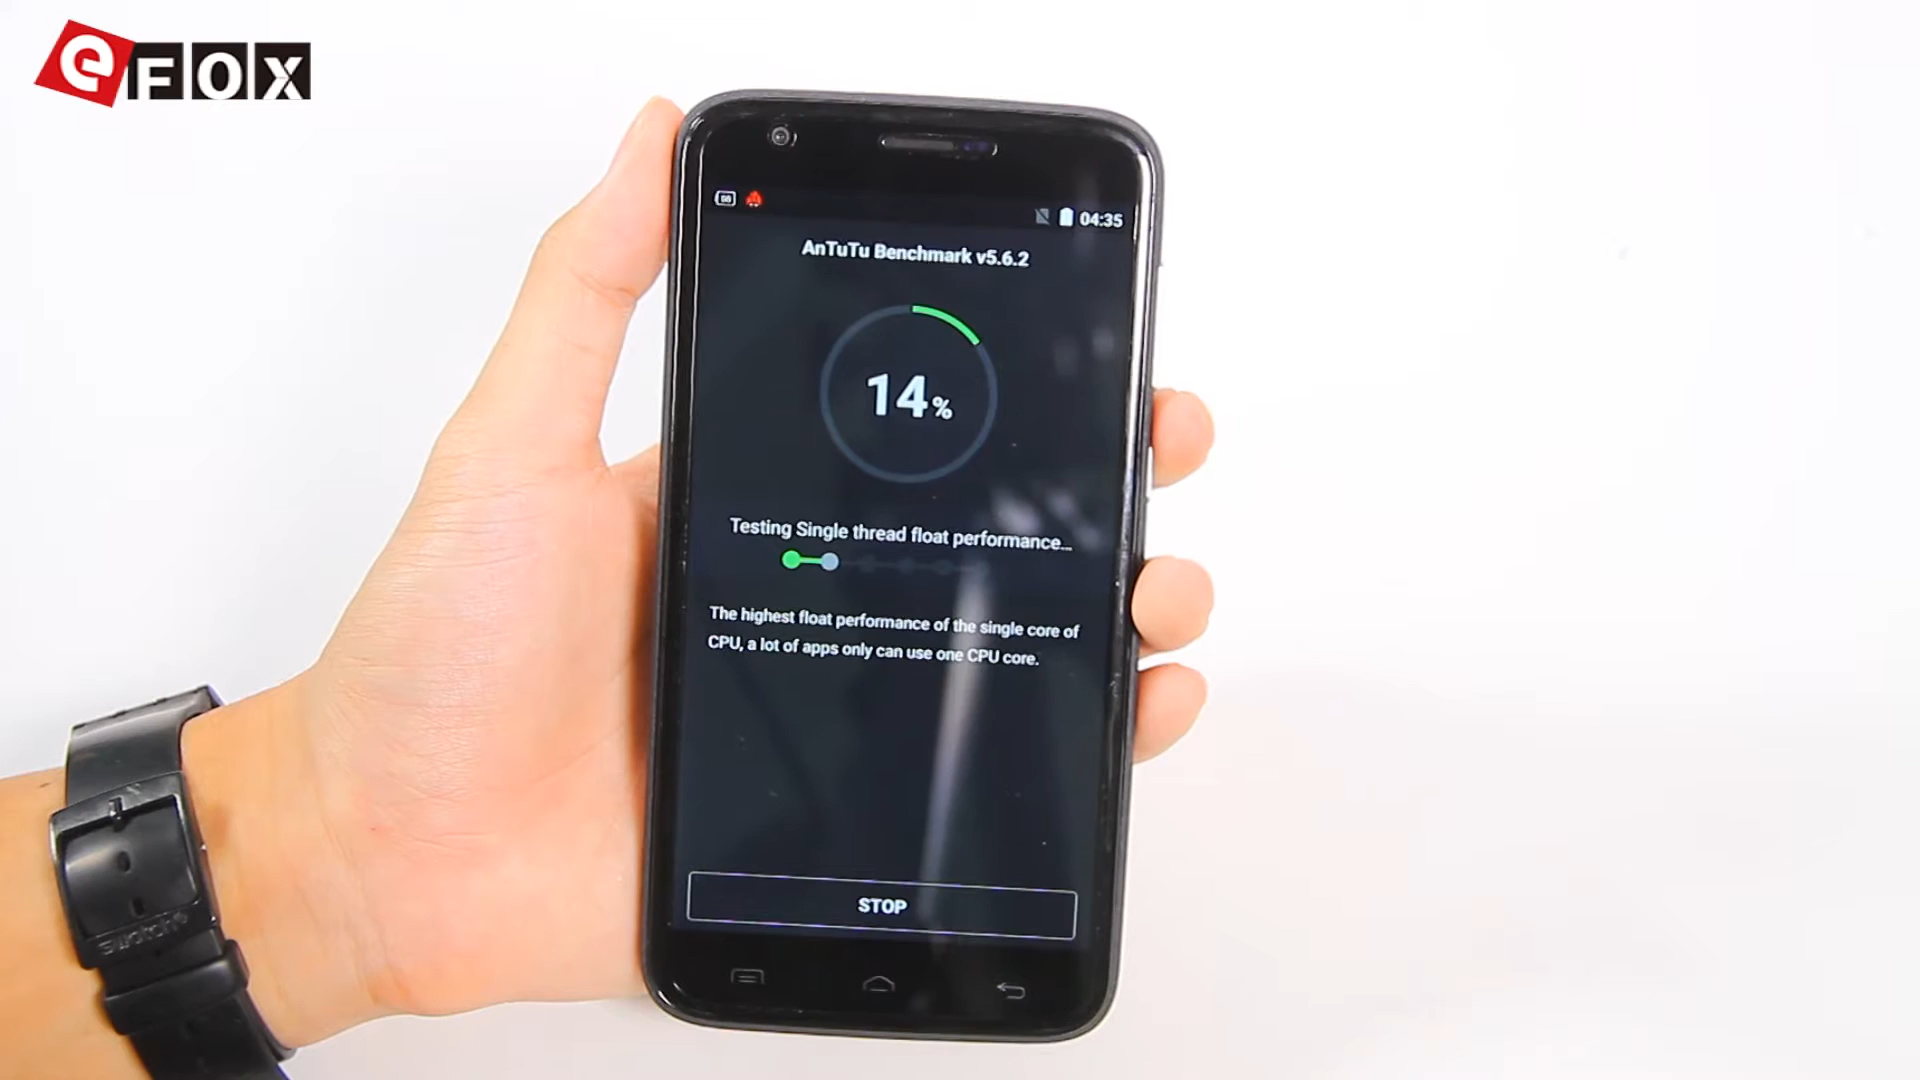 eFOX
04:35
AnTuTu Benchmark v5.6.2
14%
Testing Single thread float performance...
The highest float performance of the single core of
CPU, a lot of apps only can use one CPU core.
STOP
swatch